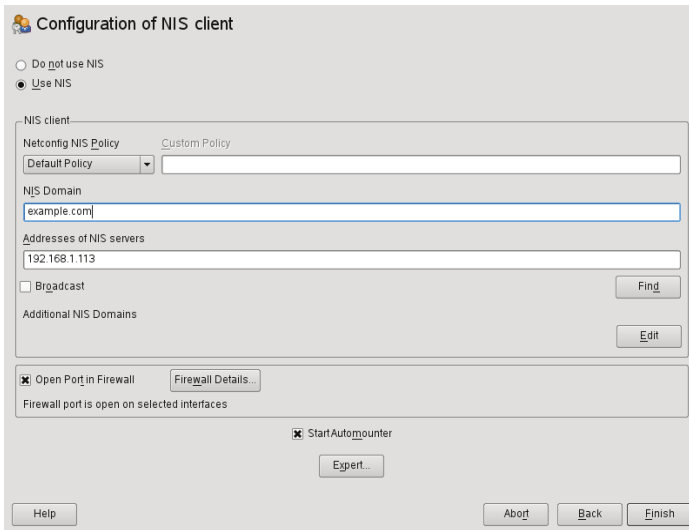 Configuration of NIS client
Do not use NIS
Use NIS
NIS client
Netconfig NIS Policy
Custom Policy
Default Policy
NIS Domain
example.com
Addresses of NIS servers
192.168.1.113
Broadcast
Find
Additional NIS Domains
Edit
Open Port in Firewall
Firewall Details...
Firewall port is open on selected interfaces
Start Automounter
Expert...
Help
Abort
Back
Finish